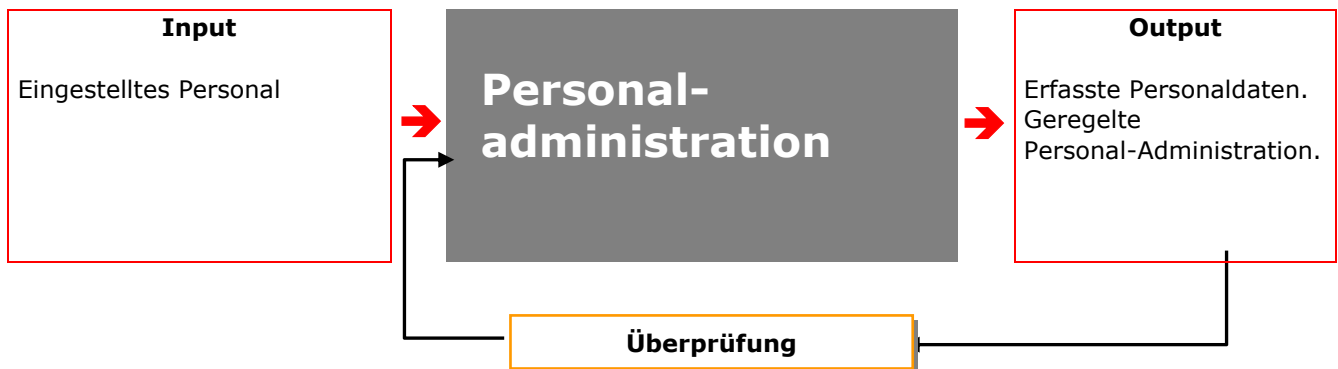 Input
Eingestelltes Personal
Personal-
administration
Output
Erfasste Personaldaten.
Geregelte
Personal-Administration.
Überprüfung